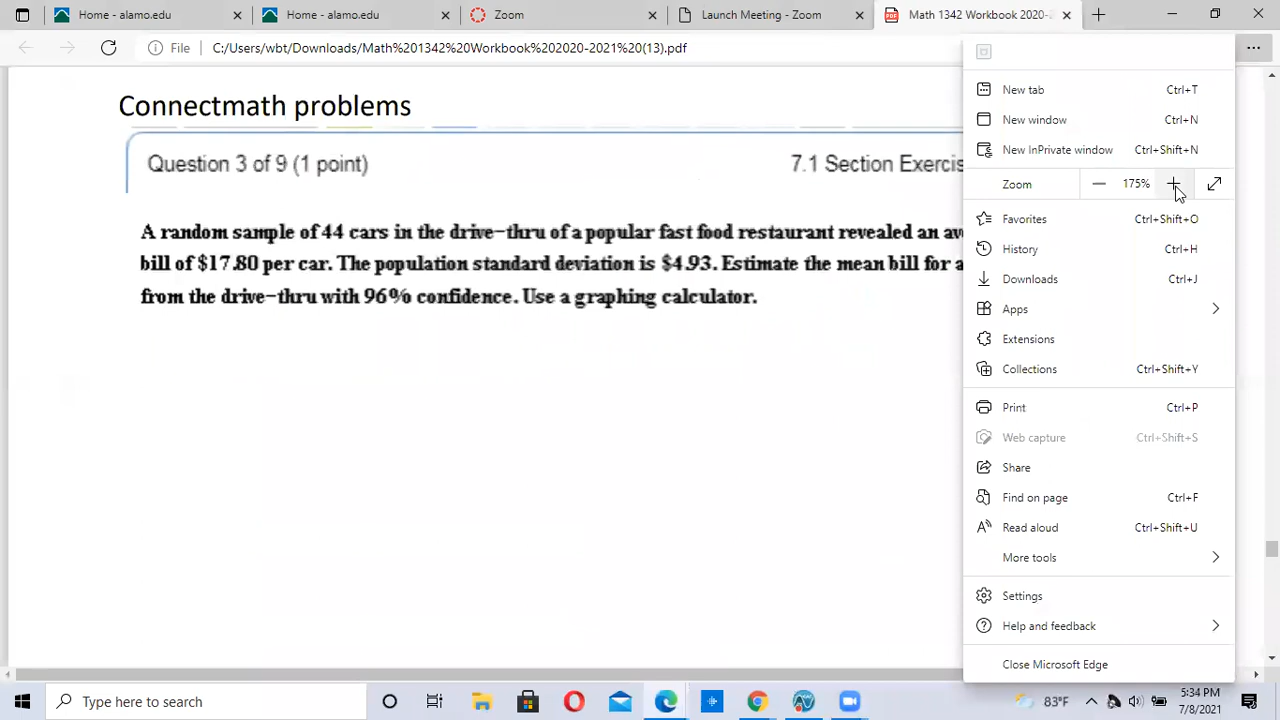 Home - alamo.edu
Home - alamo.edu
Zoom
Launch Meeting - Zoom
Math 1342 Workbook 2020-
File
C:/Users/wbt/Downloads/Math%201342%20Workbook%202020-2021%20(13).pdf
Connectmath problems
Question 3 of 9 (1 point)
7.1 Section Exercis
A random sample of 44 cars in the drive-thru of a popular fast food restaurant revealed an av
bill of $17.80 per car. The population standard deviation is $4.93. Estimate the mean bill for a
from the drive-thru with 96% confidence. Use a graphing calculator.
New tab Ctrl+T
New window Ctrl+N
New InPrivate window Ctrl+Shift+N
Zoom 175%
Favorites Ctrl+Shift+O
History Ctrl+H
Downloads Ctrl+J
Apps
Extensions
Collections Ctrl+Shift+Y
Print Ctrl+P
Web capture Ctrl+Shift+S
Share
Find on page Ctrl+F
Read aloud Ctrl+Shift+U
More tools
Settings
Help and feedback
Close Microsoft Edge
Type here to search
83°F
5:34 PM
7/8/2021